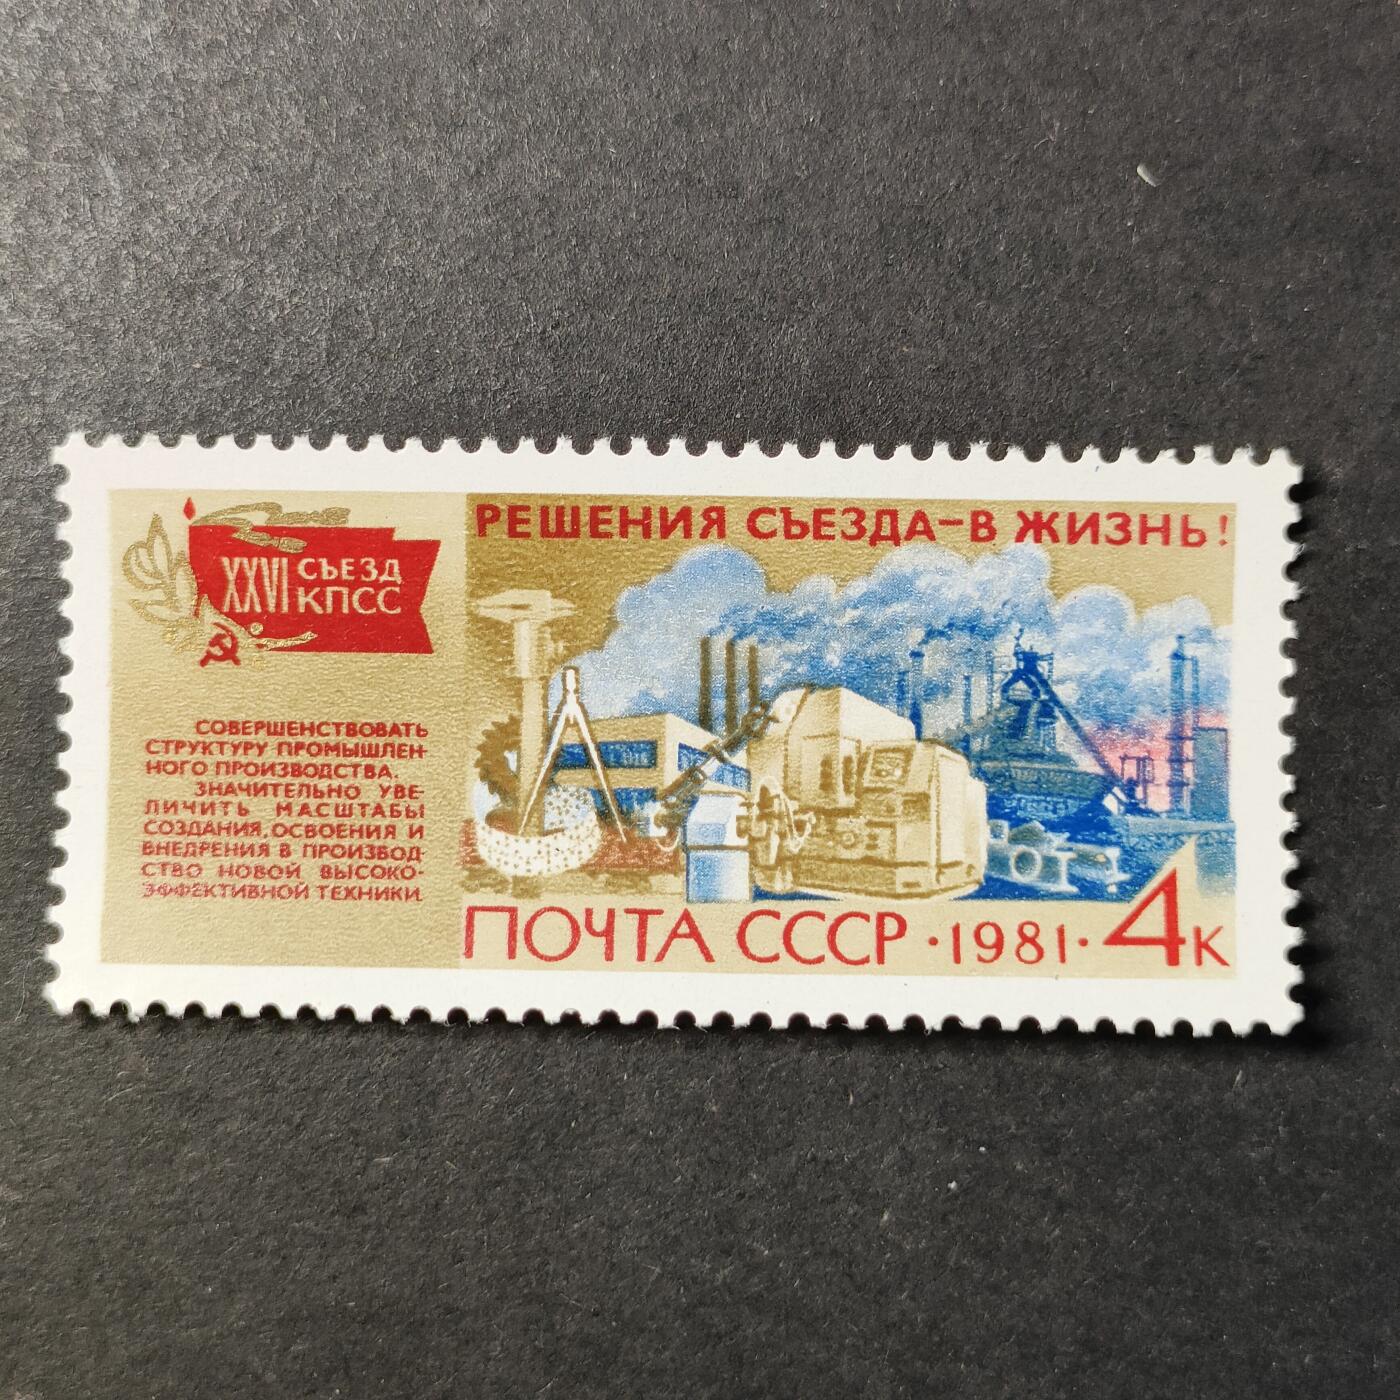 РЕШЕНИЯ СЪЕЗДА–В ЖИЗНЬ!
XXVI СЪЕЗД
КПСС
СОВЕРШЕНСТВОВАТЬ
СТРУКТУРУ ПРОМЫШЛЕН-
НОГО ПРОИЗВОДСТВА.
ЗНАЧИТЕЛЬНО УВЕ-
ЛИЧИТЬ МАСШТАБЫ
СОЗДАНИЯ, ОСВОЕНИЯ И
ВНЕДРЕНИЯ В ПРОИЗВОД-
СТВО НОВОЙ ВЫСОКО-
ЭФФЕКТИВНОЙ ТЕХНИКИ.
ПОЧТА СССР ·1981· 4к